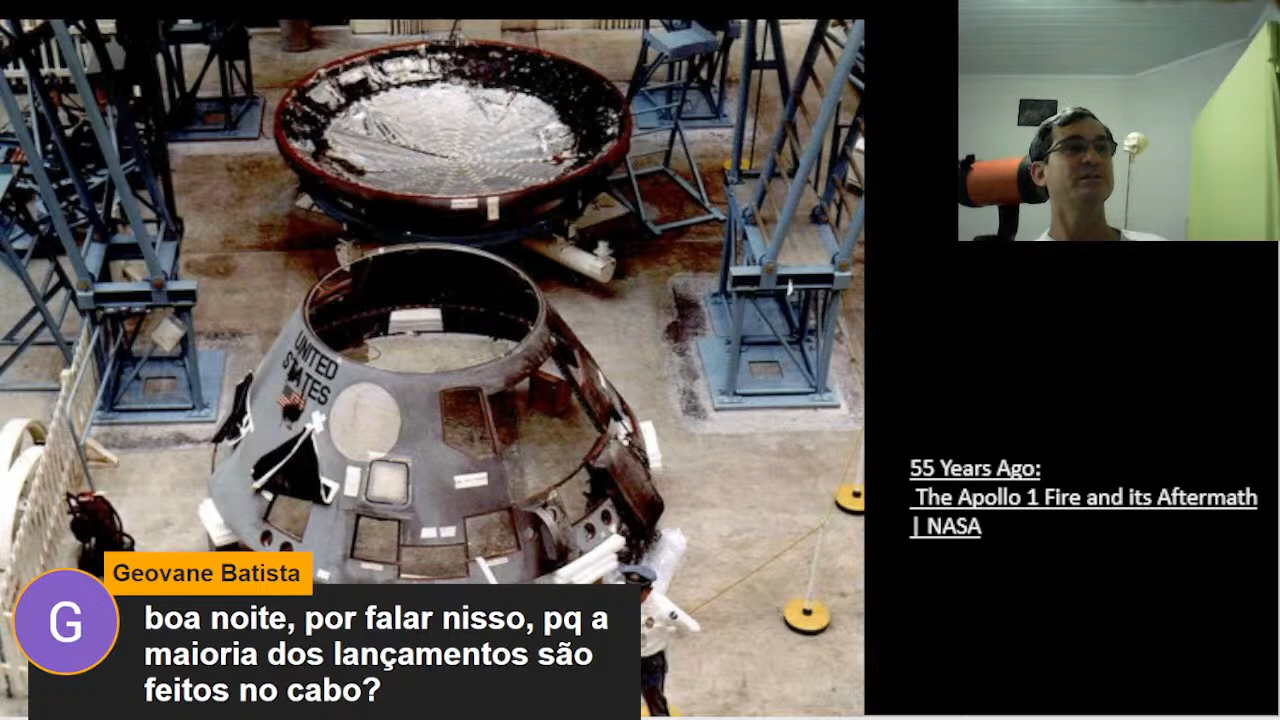 UNITED
STATES
55 Years Ago:
The Apollo 1 Fire and its Aftermath
| NASA
Geovane Batista
G
boa noite, por falar nisso, pq a
maioria dos lançamentos são
feitos no cabo?